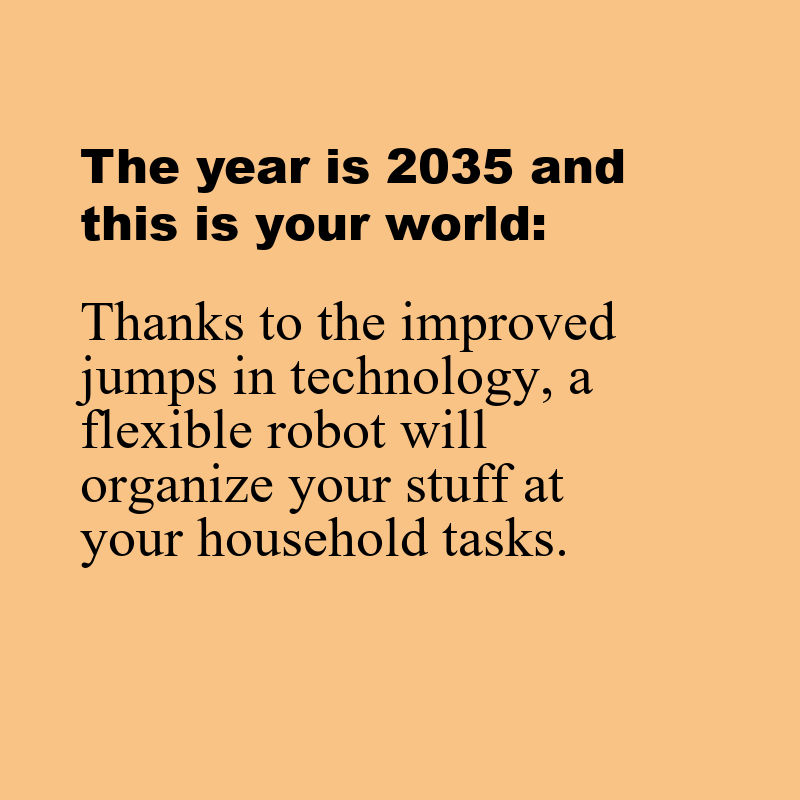 The year is 2035 and
this is your world:
Thanks to the improved
jumps in technology, a
flexible robot will
organize your stuff at
your household tasks.